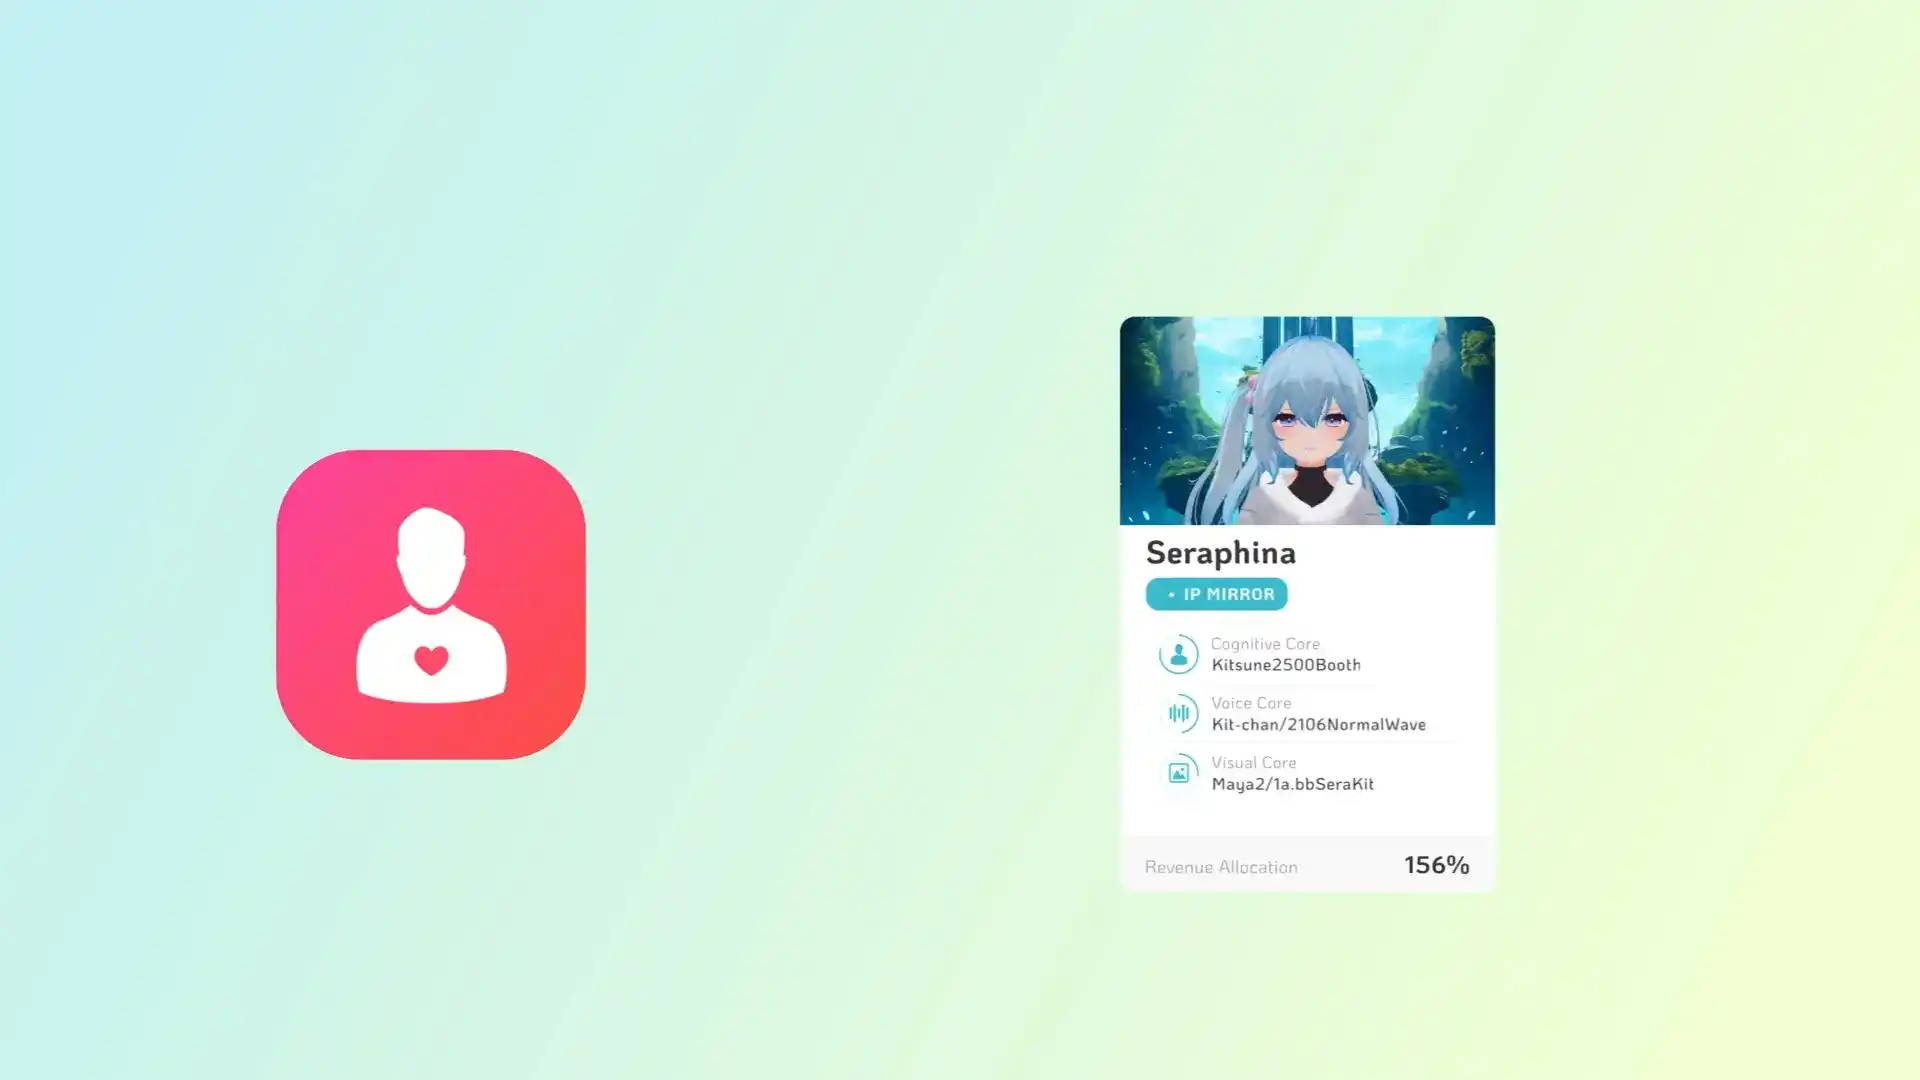 Seraphina
• IP MIRROR
Cognitive Core
Kitsune2500Booth
Voice Core
Kit-chan/2106NormalWave
Visual Core
Maya2/1a.bbSeraKit
Revenue Allocation 156%